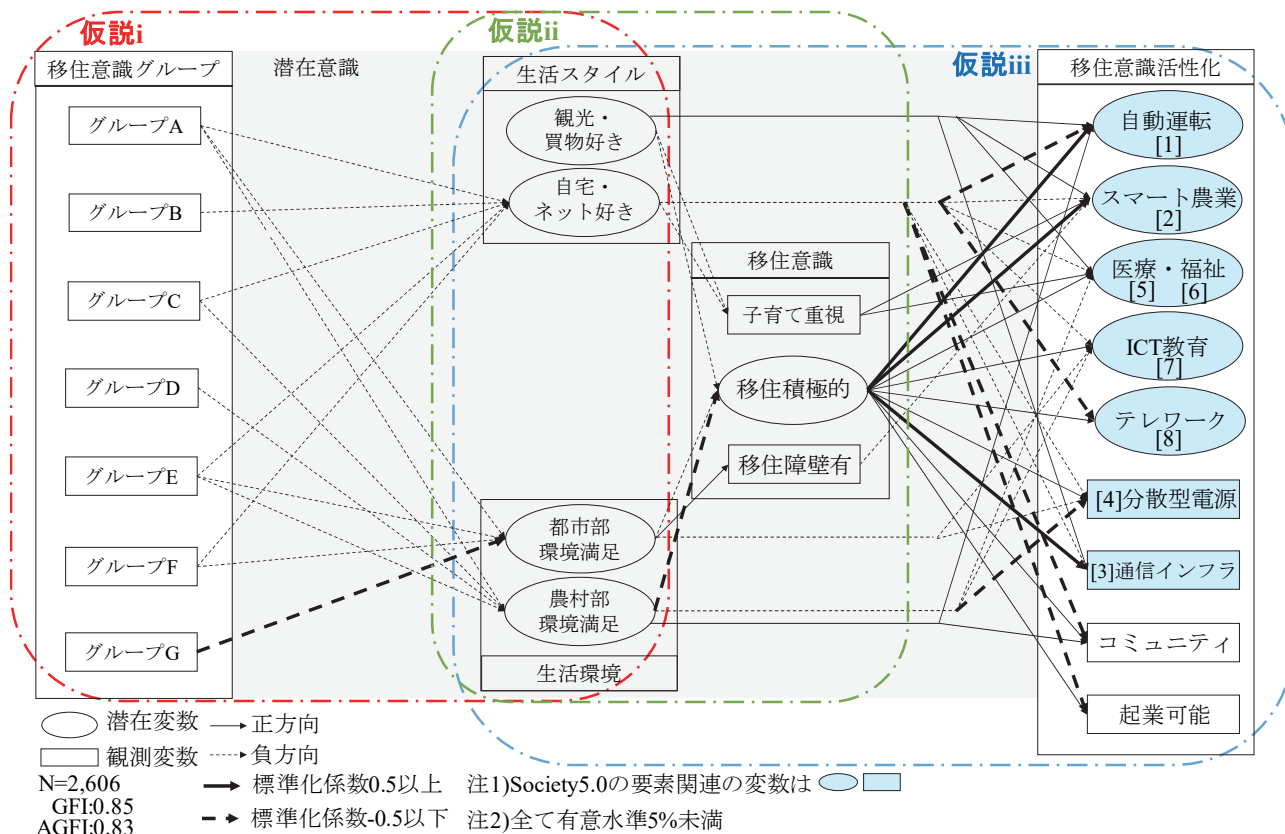 仮説i
仮説ii
仮説iii
移住意識グループ
潜在意識
生活スタイル
移住意識活性化
グループA
グループB
グループC
グループD
グループE
グループF
グループG
観光・
買物好き
自宅・
ネット好き
移住意識
子育て重視
移住積極的
移住障壁有
都市部
環境満足
農村部
環境満足
生活環境
自動運転
[1]
スマート農業
[2]
医療・福祉
[5] [6]
ICT教育
[7]
テレワーク
[8]
[4]分散型電源
[3]通信インフラ
コミュニティ
起業可能
潜在変数 正方向
観測変数 負方向
N=2,606
GFI:0.85
AGFI:0.83
標準化係数0.5以上
標準化係数-0.5以下
注1)Society5.0の要素関連の変数は
注2)全て有意水準5%未満